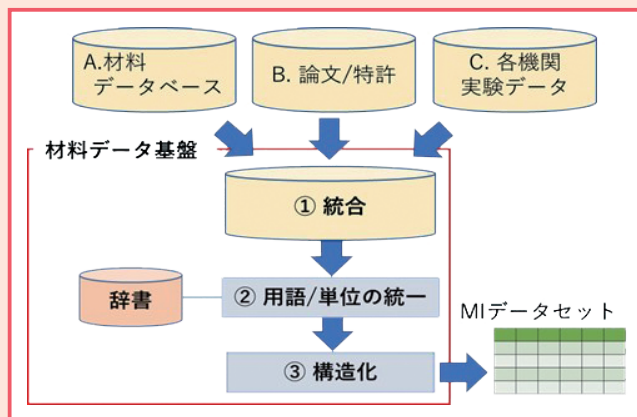 A.材料
データベース
B. 論文/特許
C. 各機関
実験データ
材料データ基盤
① 統合
辞書
② 用語/単位の統一
MIデータセット
③ 構造化